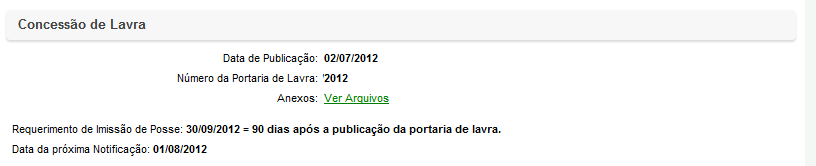 Concessão de Lavra
Data de Publicação: 02/07/2012
Número da Portaria de Lavra: '2012
Anexos: Ver Arquivos
Requerimento de Imissão de Posse: 30/09/2012 = 90 dias após a publicação da portaria de lavra.
Data da próxima Notificação: 01/08/2012